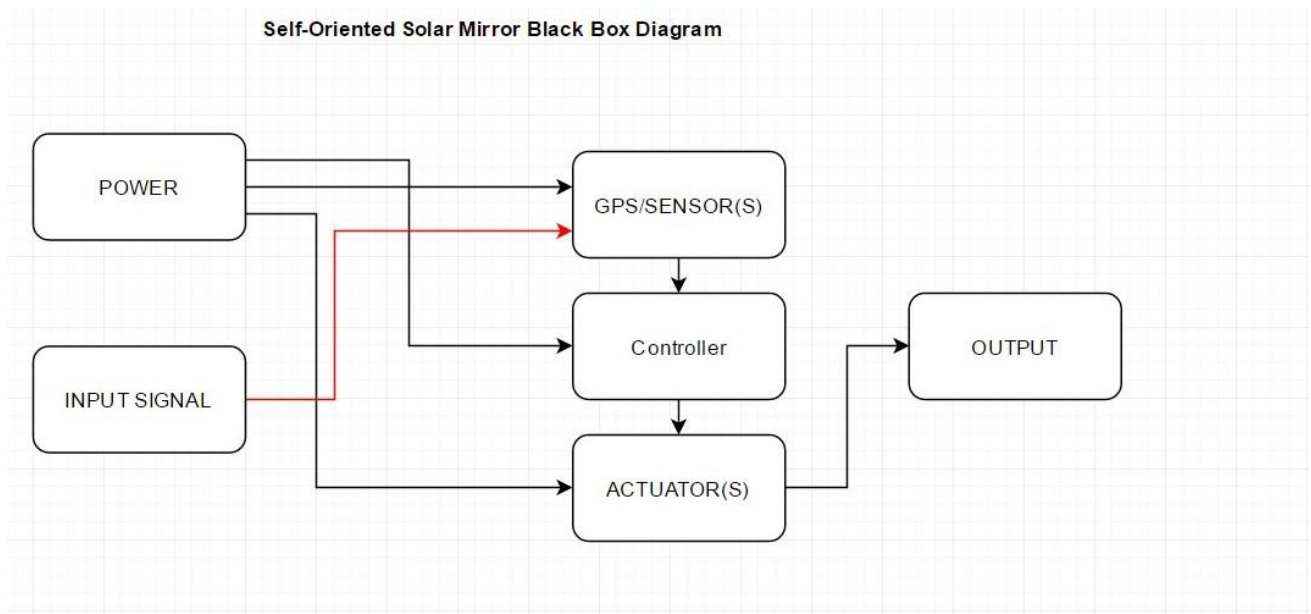 Self-Oriented Solar Mirror Black Box Diagram
POWER
GPS/SENSOR(S)
Controller
OUTPUT
INPUT SIGNAL
ACTUATOR(S)